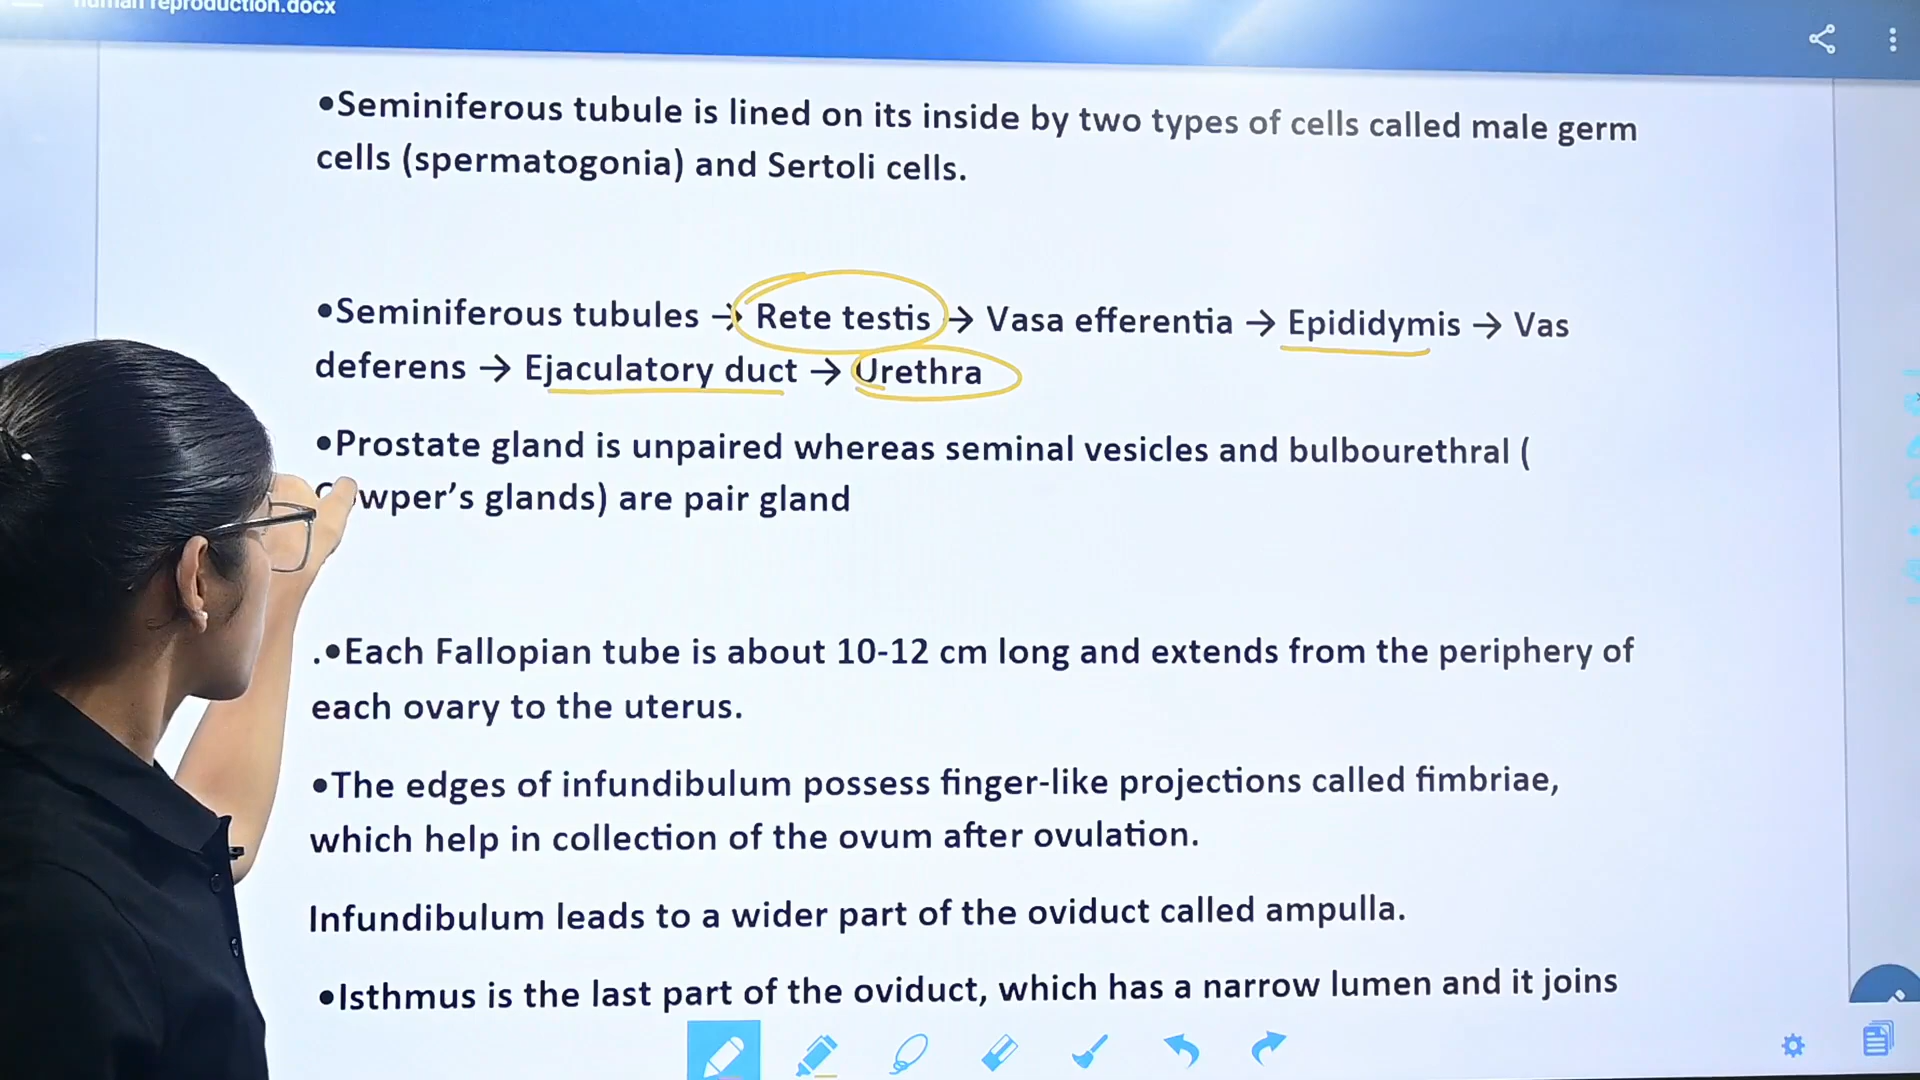 human reproduction.docx
•Seminiferous tubule is lined on its inside by two types of cells called male germ
cells (spermatogonia) and Sertoli cells.
•Seminiferous tubules → Rete testis → Vasa efferentia → Epididymis → Vas
deferens → Ejaculatory duct → Urethra
•Prostate gland is unpaired whereas seminal vesicles and bulbourethral (
Cowper’s glands) are pair gland
.•Each Fallopian tube is about 10-12 cm long and extends from the periphery of
each ovary to the uterus.
•The edges of infundibulum possess finger-like projections called fimbriae,
which help in collection of the ovum after ovulation.
Infundibulum leads to a wider part of the oviduct called ampulla.
•Isthmus is the last part of the oviduct, which has a narrow lumen and it joins